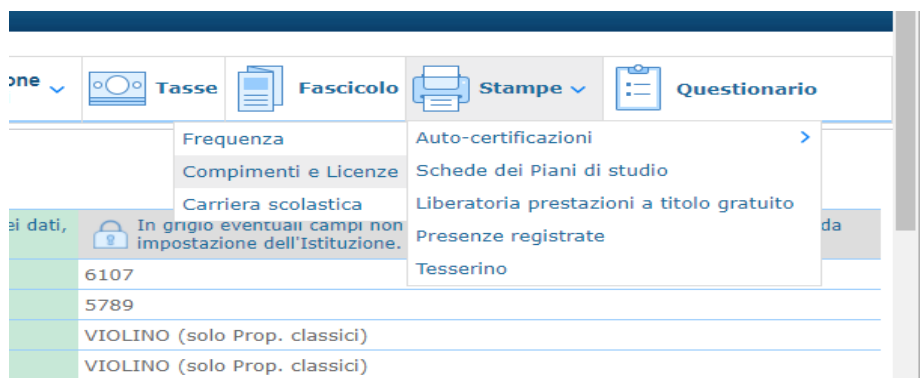 one
Tasse
Fascicolo
Stampe
Questionario
Frequenza
Compimenti e Licenze
Carriera scolastica
Auto-certificazioni
Schede dei Piani di studio
Liberatoria prestazioni a titolo gratuito
Presenze registrate
Tesserino
ei dati,
In grigio eventuali campi non
da
impostazione dell'Istituzione.
6107
5789
VIOLINO (solo Prop. classici)
VIOLINO (solo Prop. classici)